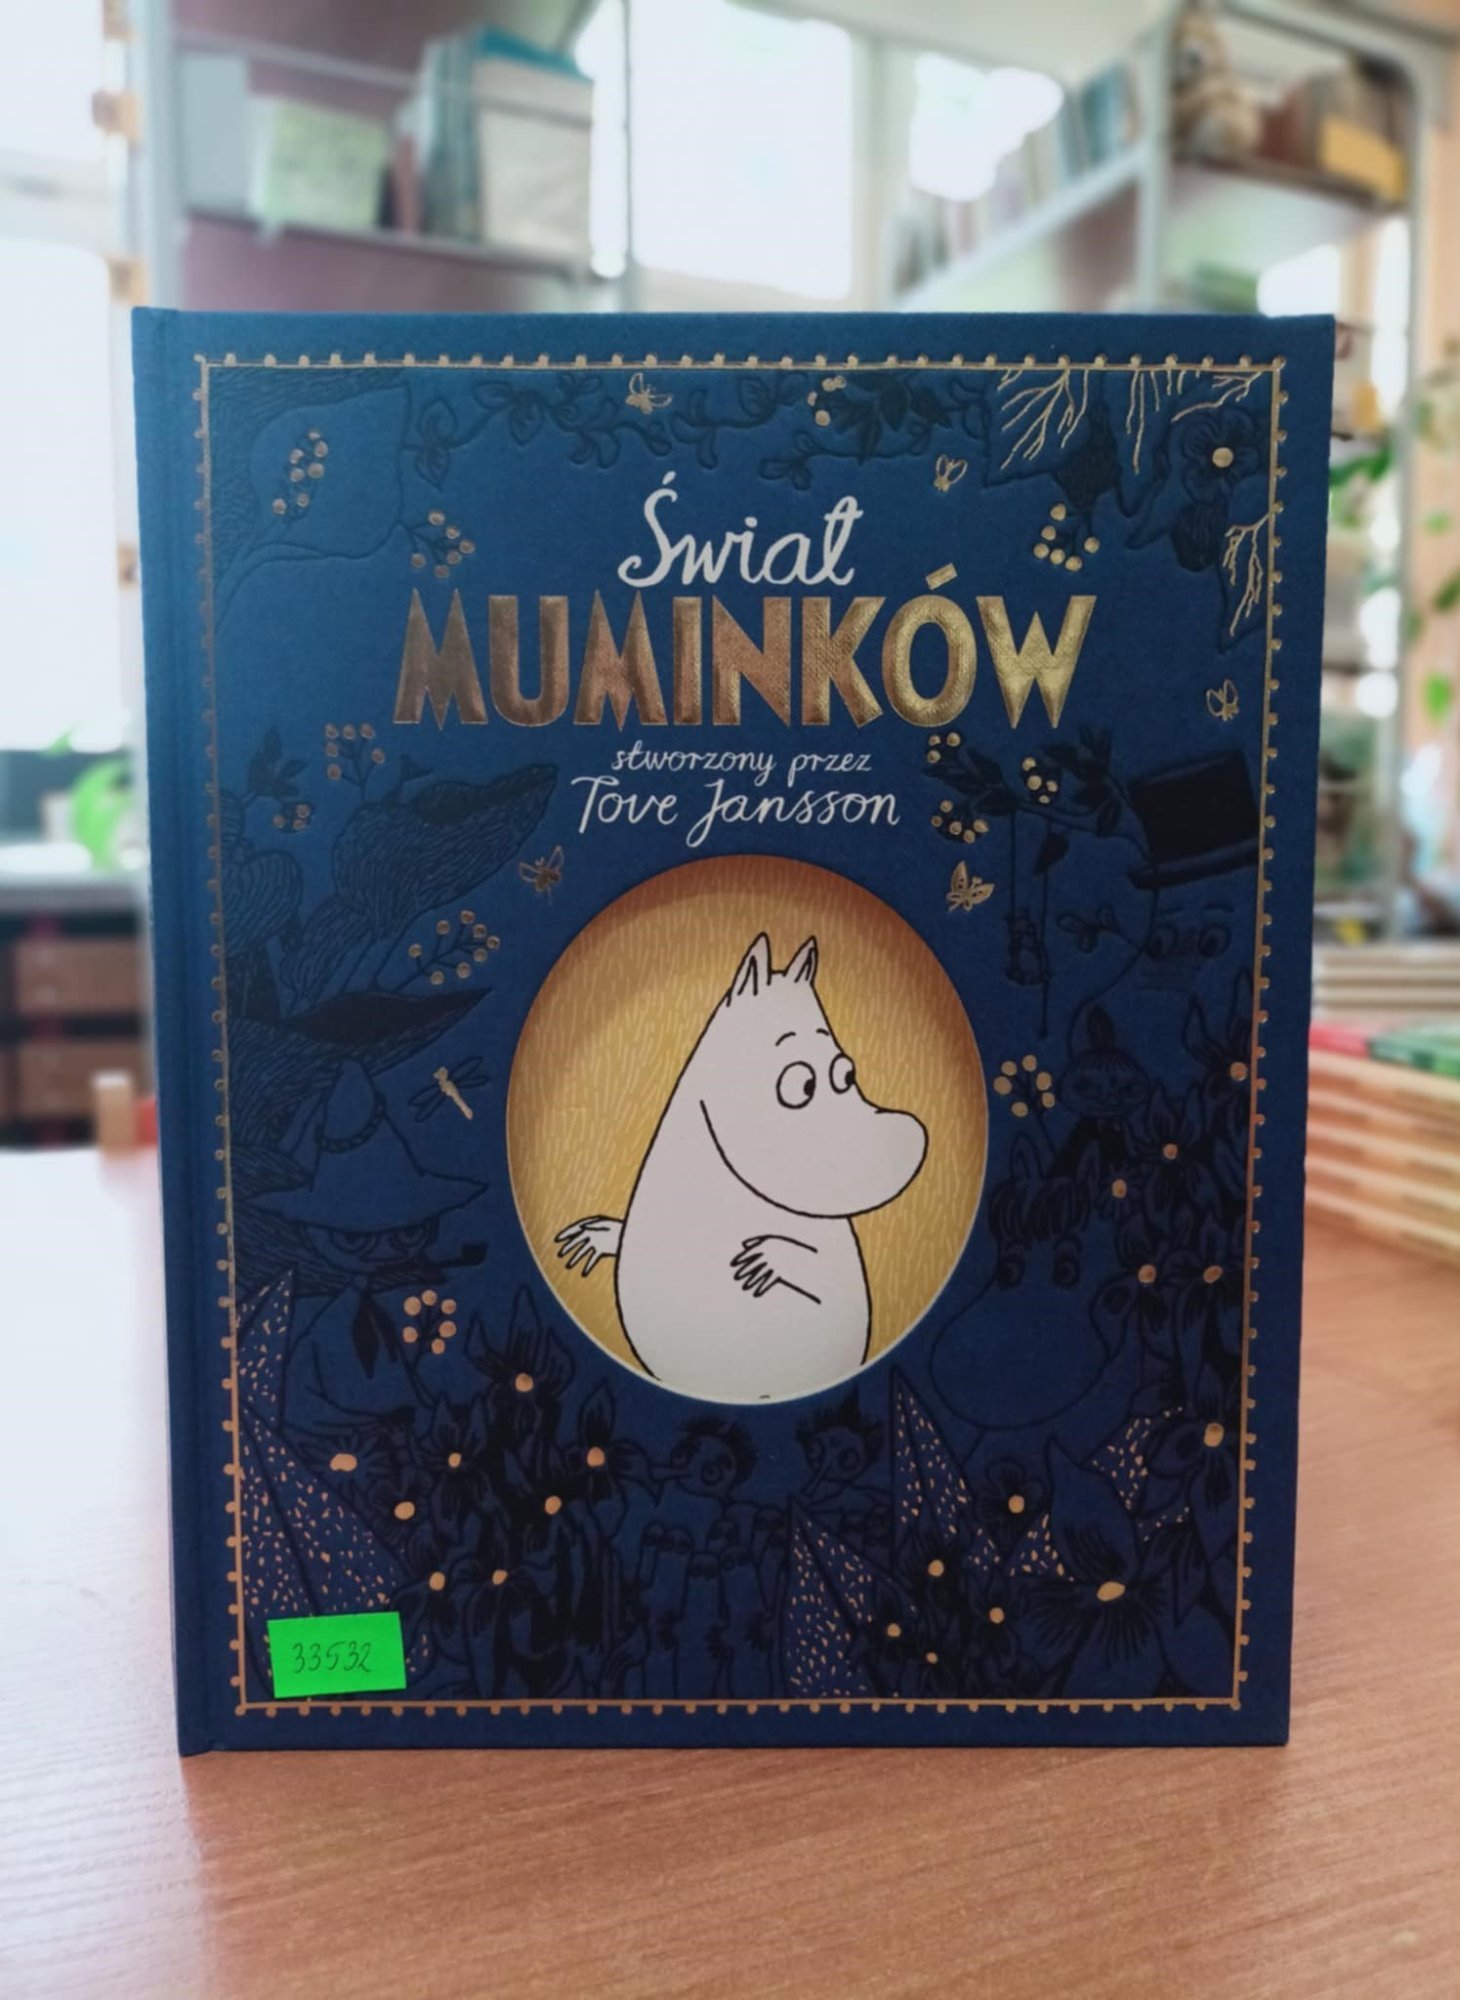 Świat
MUMINKÓW
stworzony przez
Tove Jansson
33532